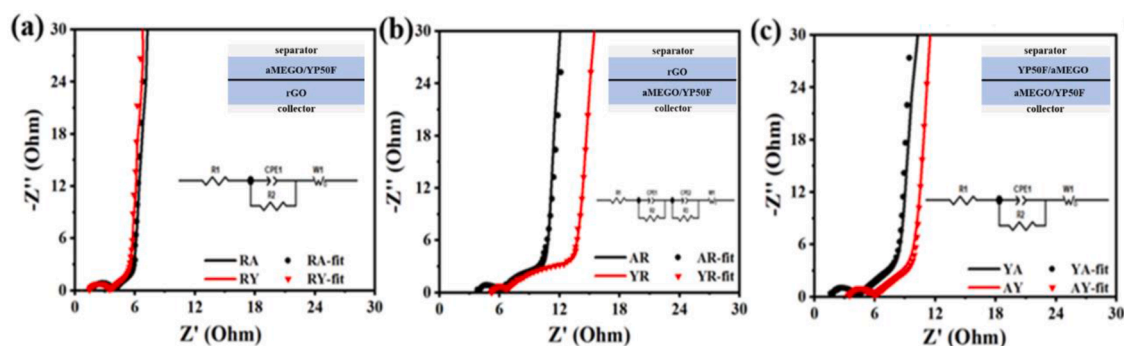 (a)
30
24
18
12
6
0
-Z'' (Ohm)
separator
aMEGO/YP50F
rGO
collector
R1
CPE1
W1
R2
RA
RA-fit
RY
RY-fit
0 6 12 18 24 30
Z' (Ohm)
(b)
30
24
18
12
6
0
-Z'' (Ohm)
separator
rGO
aMEGO/YP50F
collector
R1
W1
AR
AR-fit
YR
YR-fit
0 6 12 18 24 30
Z' (Ohm)
(c)
30
24
18
12
6
0
-Z'' (Ohm)
separator
YP50F/aMEGO
aMEGO/YP50F
collector
R1
CPE1
W1
R2
YA
YA-fit
AY
AY-fit
0 6 12 18 24 30
Z' (Ohm)